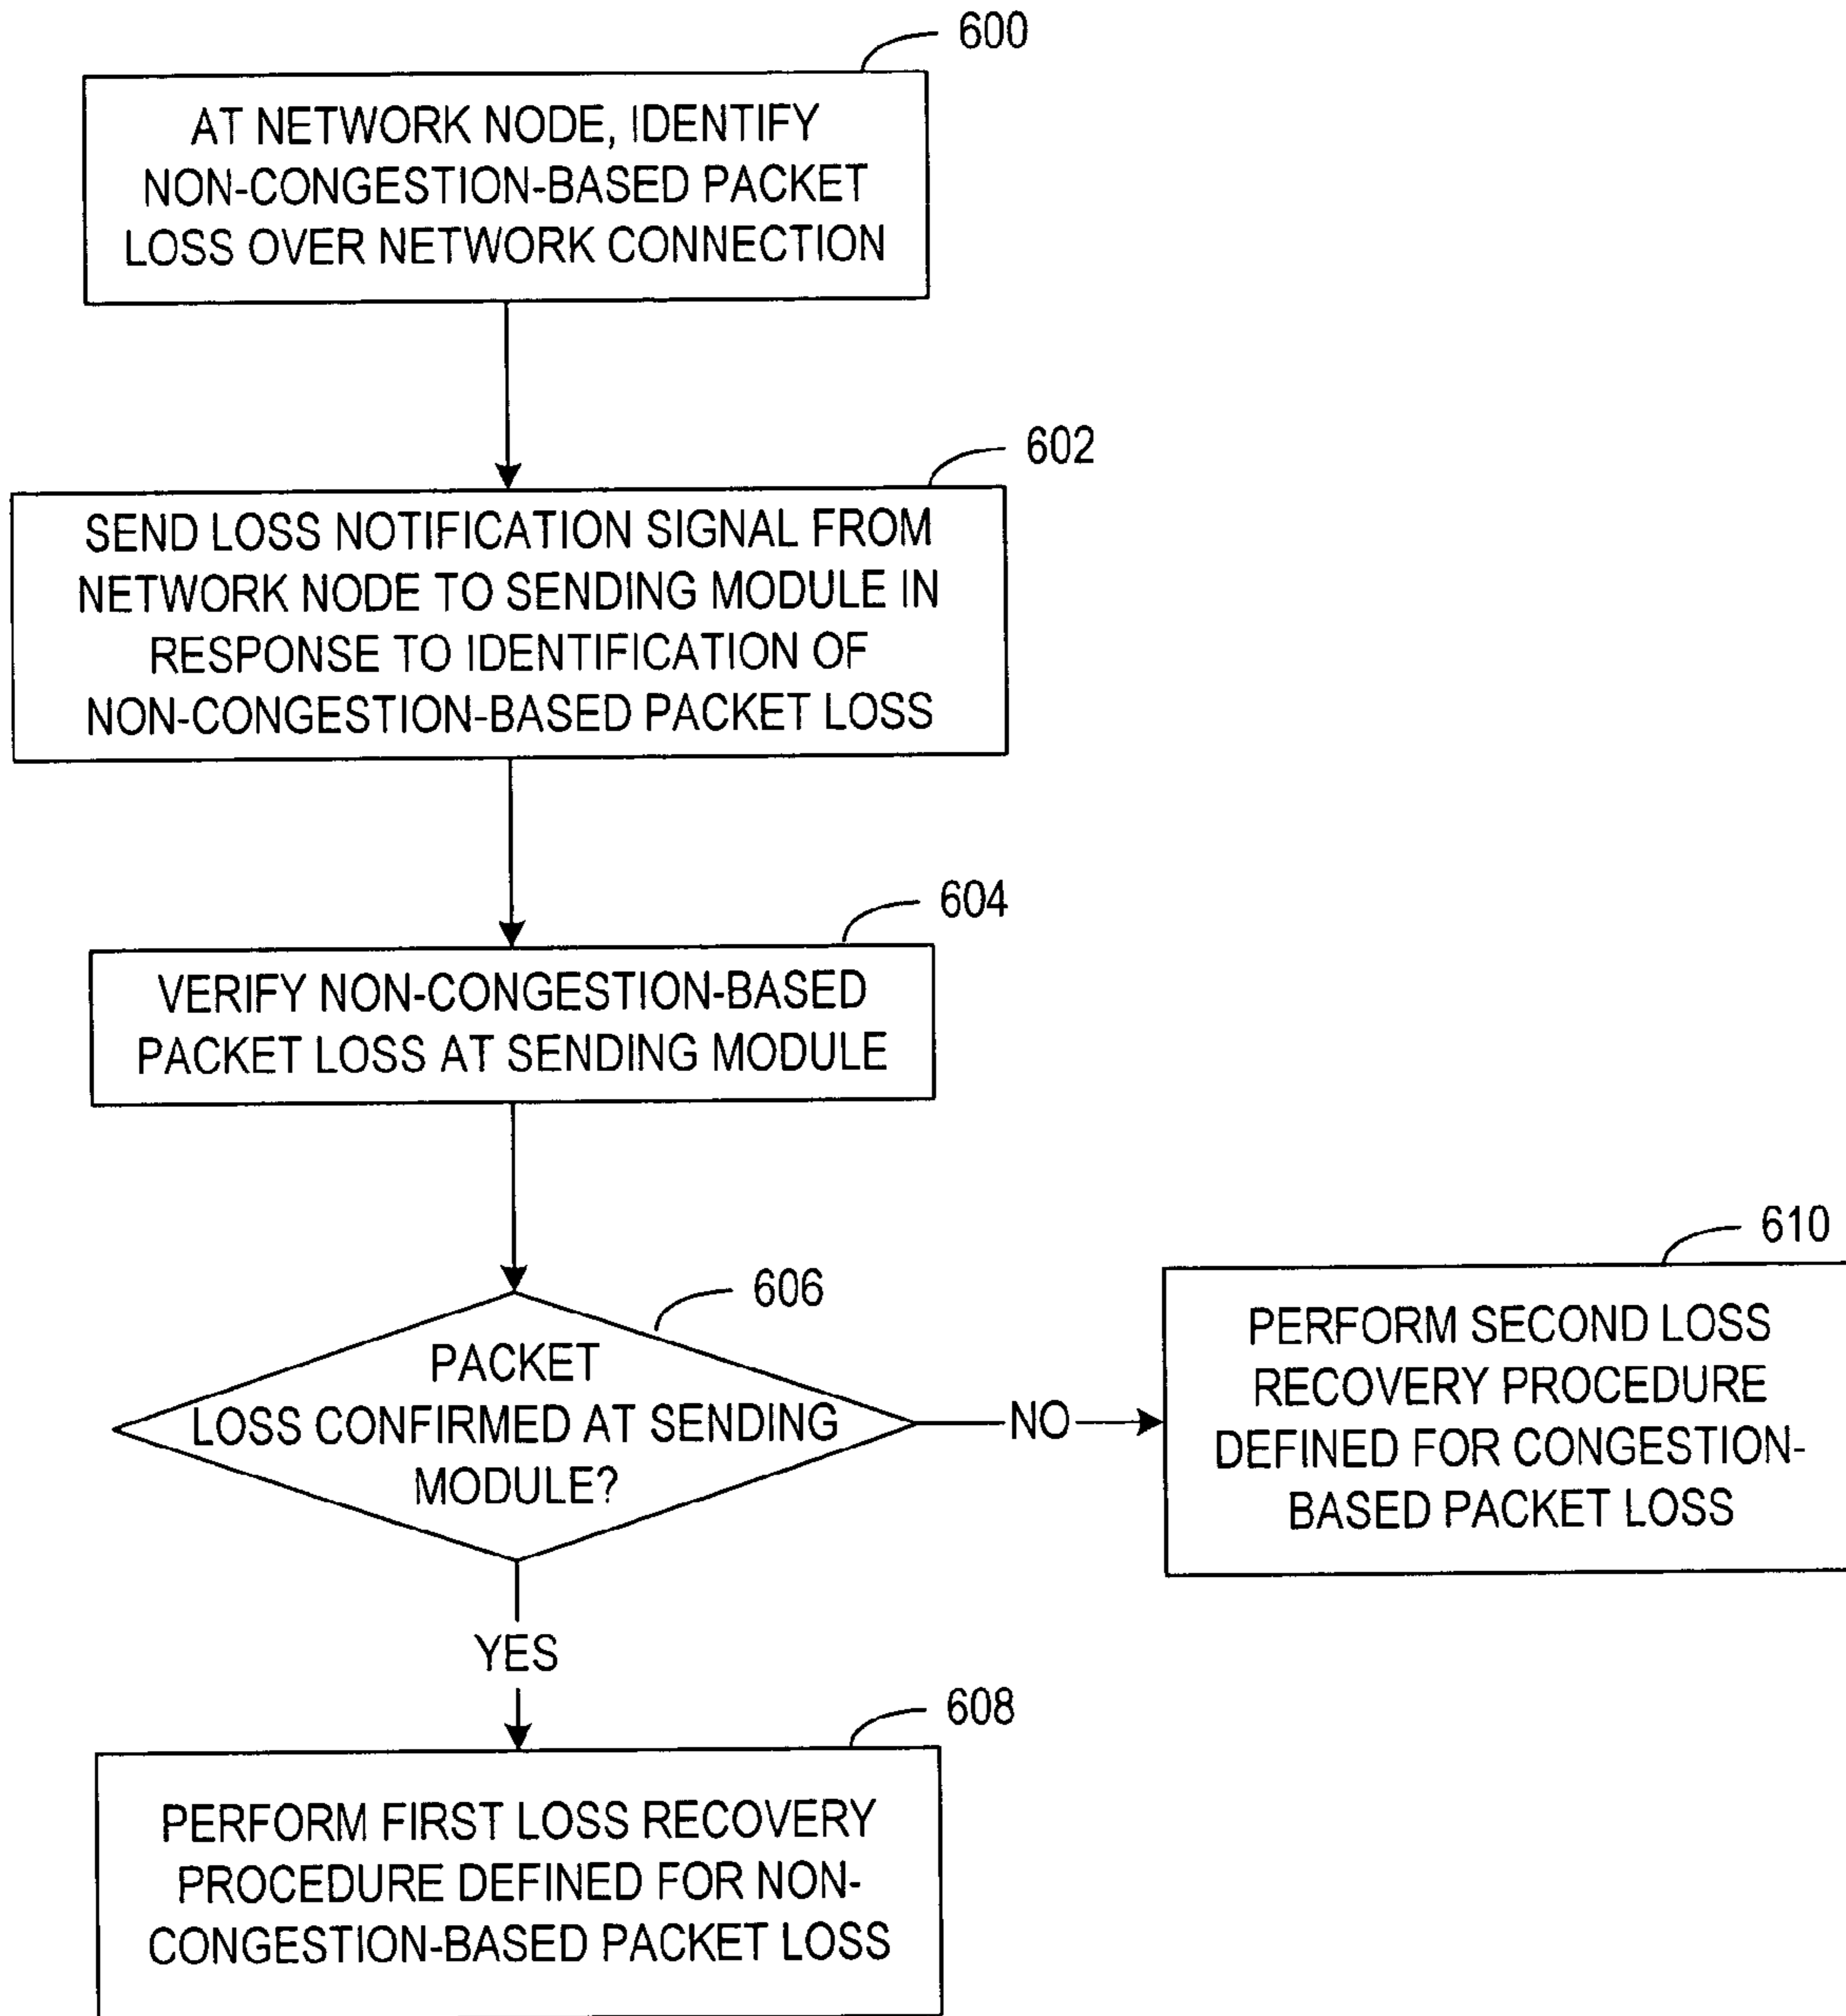 600
AT NETWORK NODE, IDENTIFY
NON-CONGESTION-BASED PACKET
LOSS OVER NETWORK CONNECTION
602
SEND LOSS NOTIFICATION SIGNAL FROM
NETWORK NODE TO SENDING MODULE IN
RESPONSE TO IDENTIFICATION OF
NON-CONGESTION-BASED PACKET LOSS
604
VERIFY NON-CONGESTION-BASED
PACKET LOSS AT SENDING MODULE
606
PACKET
LOSS CONFIRMED AT SENDING
MODULE?
NO
610
PERFORM SECOND LOSS
RECOVERY PROCEDURE
DEFINED FOR CONGESTION-
BASED PACKET LOSS
YES
608
PERFORM FIRST LOSS RECOVERY
PROCEDURE DEFINED FOR NON-
CONGESTION-BASED PACKET LOSS